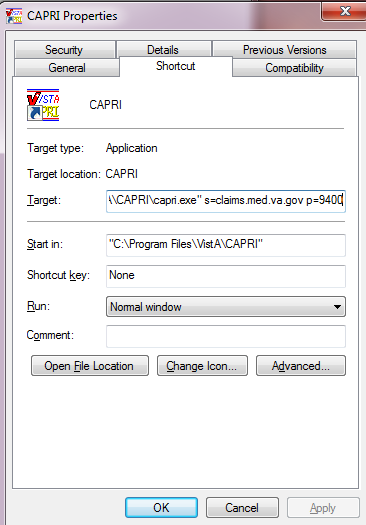 CAPRI Properties
Security Details Previous Versions
General Shortcut Compatibility
VISTA
CAPRI
Target type: Application
Target location: CAPRI
Target: \CAPRI\capri.exe" s=claims.med.va.gov p=9400
Start in: "C:\Program Files\VistA\CAPRI"
Shortcut key: None
Run: Normal window
Comment:
Open File Location Change Icon... Advanced...
OK Cancel Apply